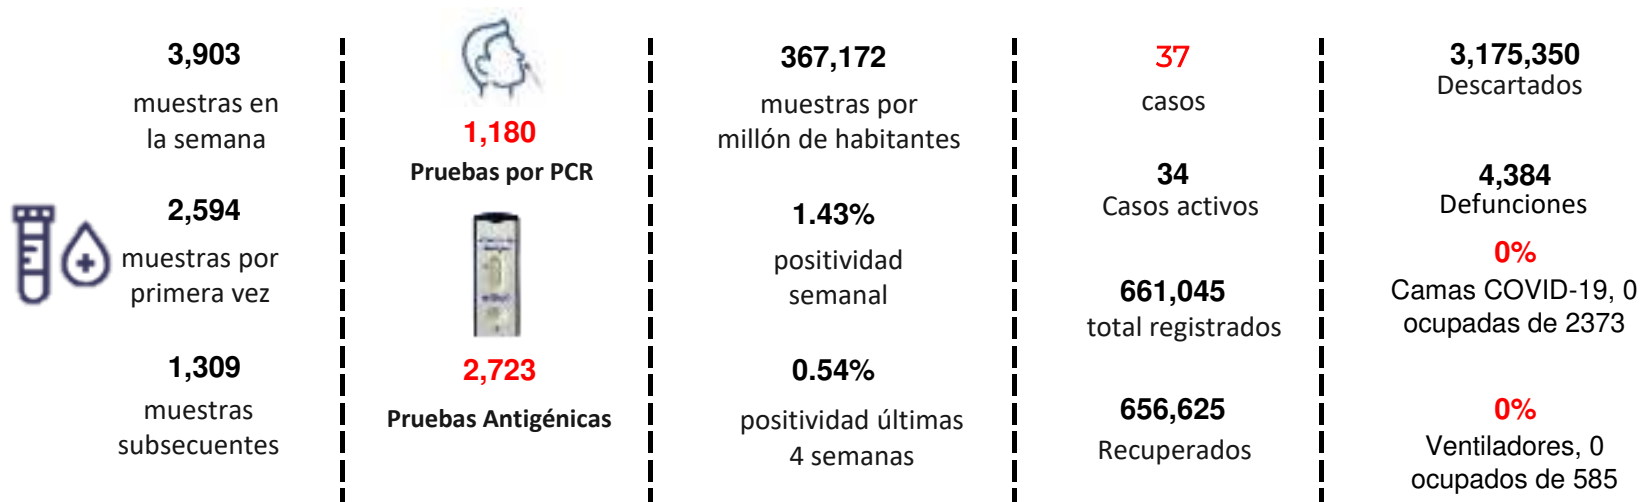 3,903
muestras en
la semana
2,594
muestras por
primera vez
1,309
muestras
subsecuentes
1,180
Pruebas por PCR
2,723
Pruebas Antigénicas
367,172
muestras por
millón de habitantes
1.43%
positividad
semanal
0.54%
positividad últimas
4 semanas
37
casos
34
Casos activos
661,045
total registrados
656,625
Recuperados
3,175,350
Descartados
4,384
Defunciones
0%
Camas COVID-19, 0
ocupadas de 2373
0%
Ventiladores, 0
ocupados de 585